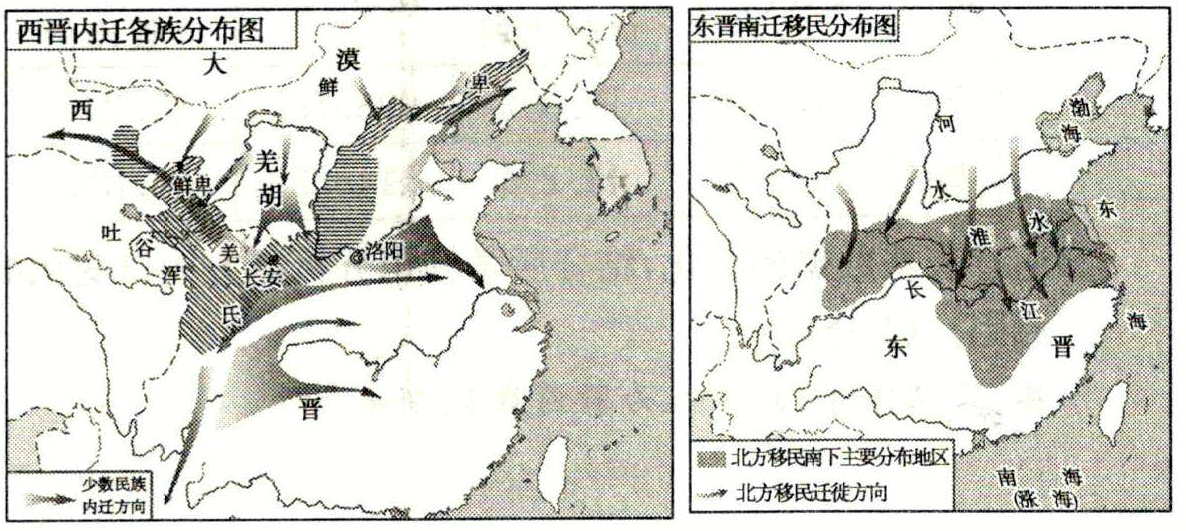 西晋内迁各族分布图
大
漠
鲜
卑
西
羌
胡
鲜卑
吐
谷
浑
羌
长安
洛阳
氐
晋
少数民族
内迁方向
东晋南迁移民分布图
渤
海
河
水
淮
水
东
海
长
江
东
晋
北方移民南下主要分布地区
北方移民迁徙方向
南 海
(涨 海)